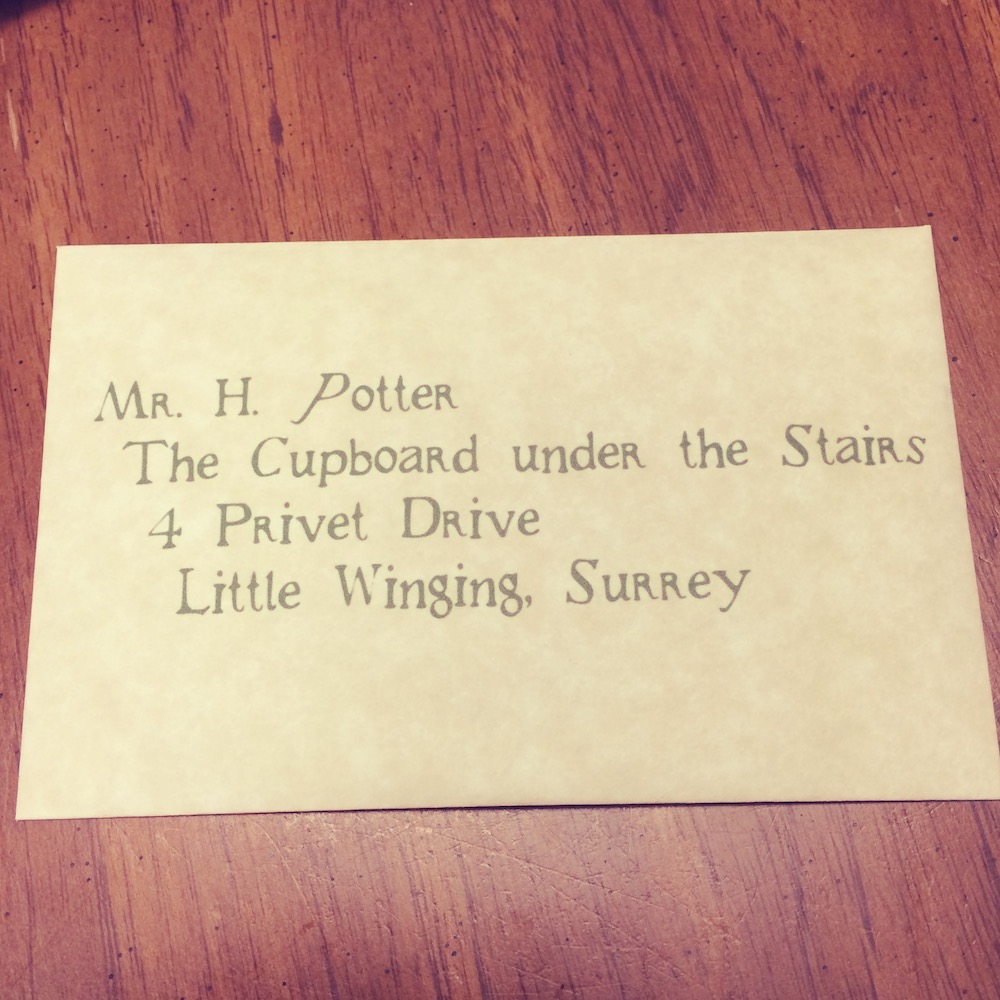 Mr. H. Potter
The Cupboard under the Stairs
4 Privet Drive
Little Winging, Surrey